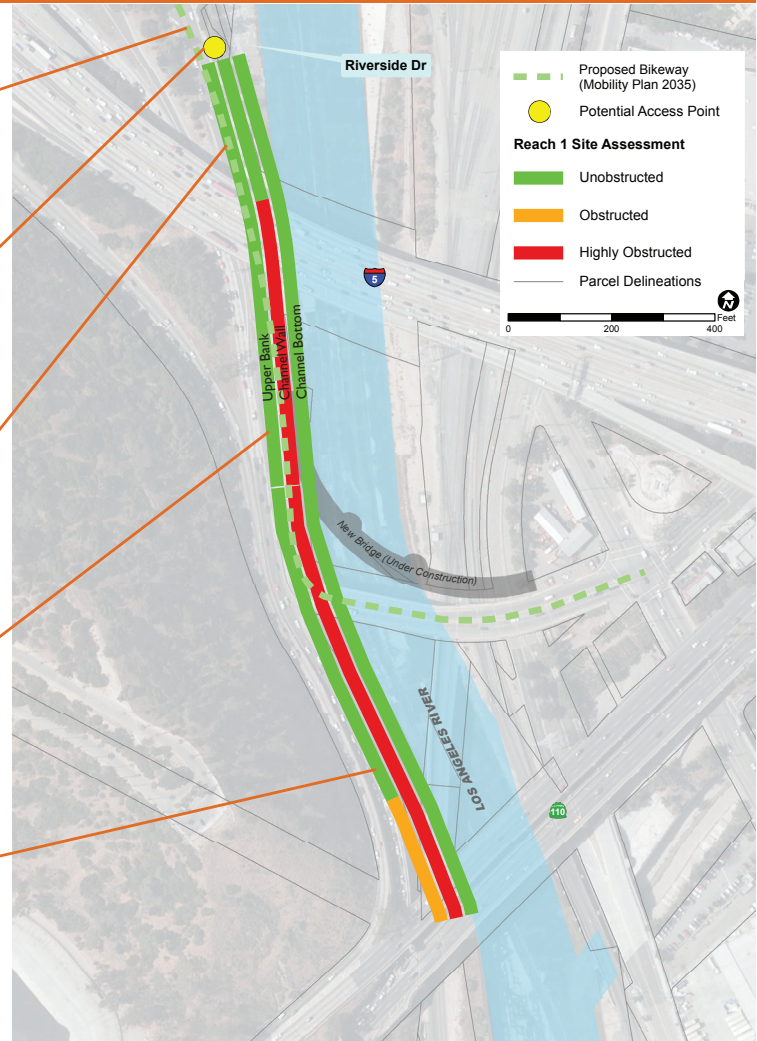 Riverside Dr
Proposed Bikeway
(Mobility Plan 2035)
Potential Access Point
Reach 1 Site Assessment
Unobstructed
Obstructed
Highly Obstructed
Parcel Delineations
N
Feet
0 200 400
5
Upper Bank
Channel Wall
Channel Bottom
New Bridge (Under Construction)
LOS ANGELES RIVER
110